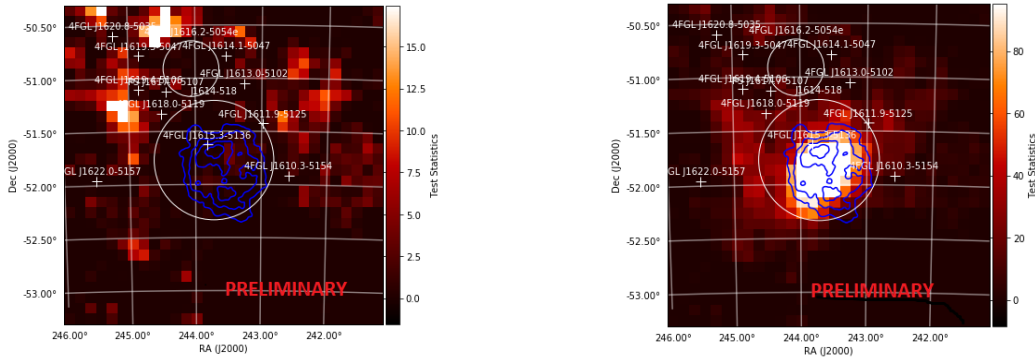 -50.50°
-51.00°
-51.50°
-52.00°
-52.50°
-53.00°
Dec (J2000)
4FGL J1620.8-5035
J1616.2-5054e
4FGL J1619.3-5047
4FGL J1614.1-5047
4FGL J1613.0-5102
J1614-518
4FGL J1618.0-5119
4FGL J1611.9-5125
4FGL J1615.3-5136
4FGL J1610.3-5154
FGL J1622.0-5157
PRELIMINARY
246.00°
245.00°
244.00°
243.00°
242.00°
RA (J2000)
15.0
12.5
10.0
7.5
5.0
2.5
0.0
Test Statistics
-50.50°
-51.00°
-51.50°
-52.00°
-52.50°
-53.00°
Dec (J2000)
4FGL J1620.8-5035
4FGL J1616.2-5054e
4FGL J1619.3-5047
4FGL J1614.1-5047
4FGL J1613.0-5102
J1614-518
4FGL J1618.0-5119
4FGL J1611.9-5125
4FGL J1610.3-5154
FGL J1622.0-5157
PRELIMINARY
246.00°
245.00°
244.00°
243.00°
242.00°
RA (J2000)
80
60
40
20
0
Test Statistics